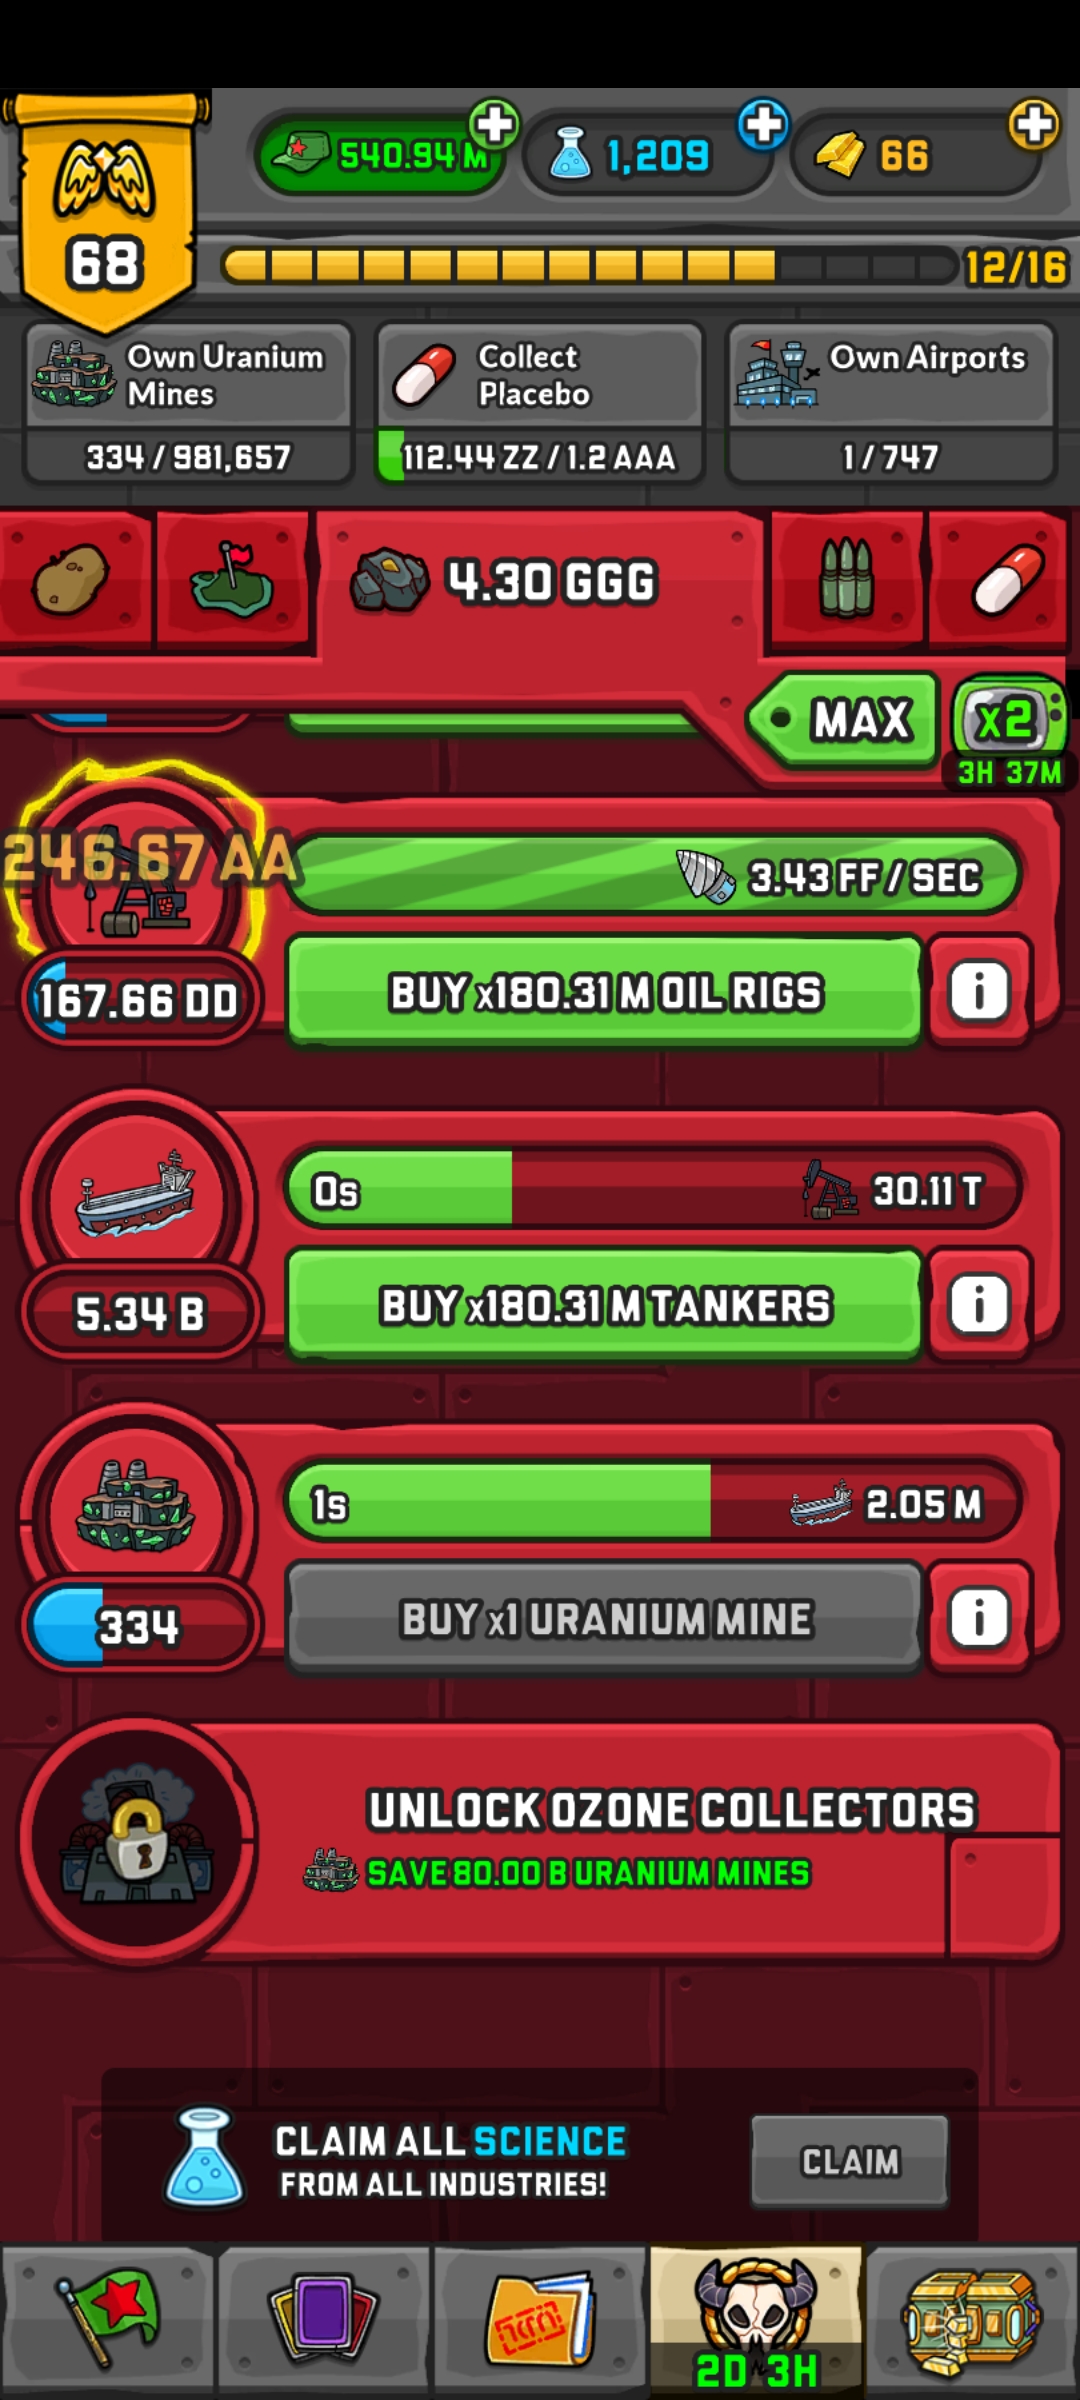 540.94 M
1,209
66
68
12/16
Own Uranium
Mines
334 / 981,657
Collect
Placebo
112.44 ZZ / 1.2 AAA
Own Airports
1 / 747
4.30 GGG
MAX
x2
3H 37M
246.67 AA
3.43 FF / SEC
167.66 DD
BUY x180.31 M OIL RIGS
i
0s
30.11 T
5.34 B
BUY x180.31 M TANKERS
i
1s
2.05 M
334
BUY x1 URANIUM MINE
i
UNLOCK OZONE COLLECTORS
SAVE 80.00 B URANIUM MINES
CLAIM ALL SCIENCE
FROM ALL INDUSTRIES!
CLAIM
2D 3H